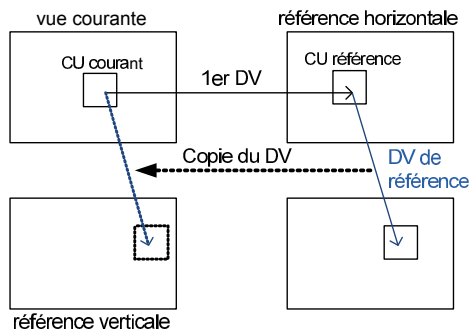 vue courante
référence horizontale
CU courant
CU référence
1er DV
Copie du DV
DV de
référence
référence verticale